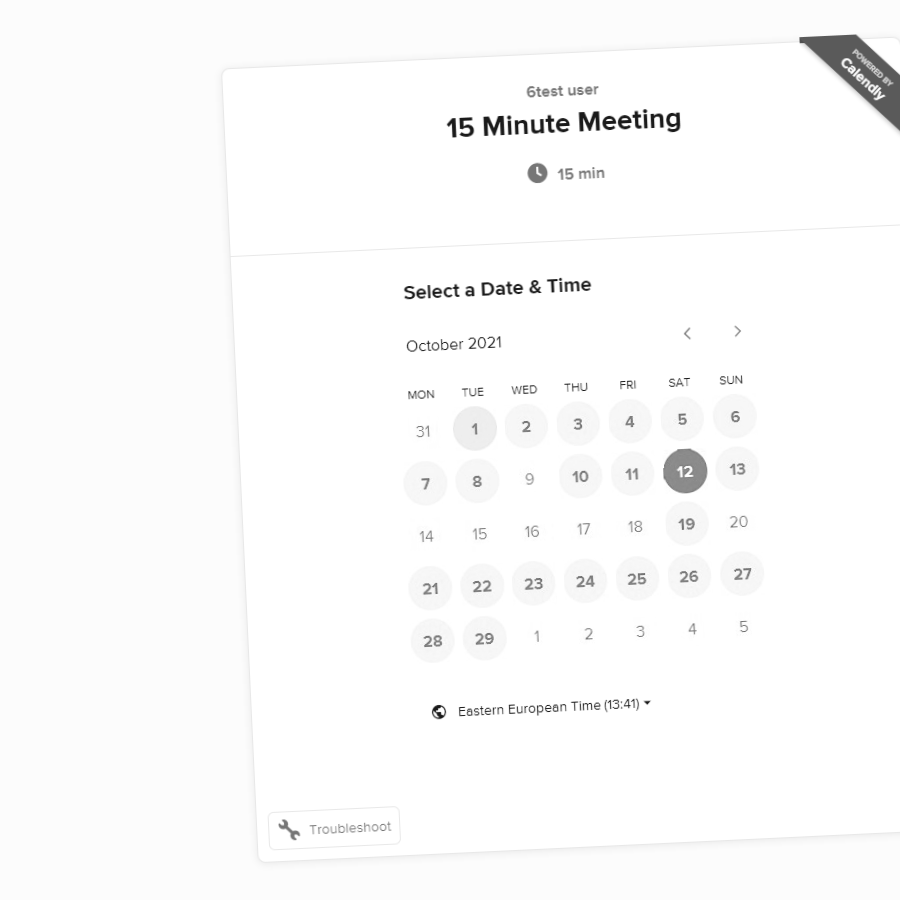 POWERED BY
Calendly
6test user
15 Minute Meeting
15 min
Select a Date & Time
October 2021
MON TUE WED THU FRI SAT SUN
31 1 2 3 4 5 6
7 8 9 10 11 12 13
14 15 16 17 18 19 20
21 22 23 24 25 26 27
28 29 1 2 3 4 5
Eastern European Time (13:41)
Troubleshoot